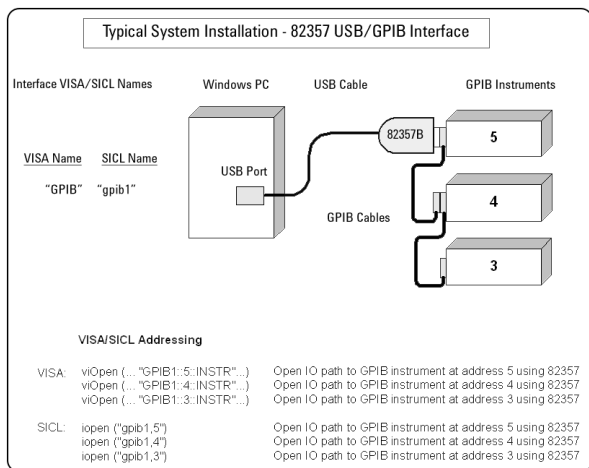 Typical System Installation - 82357 USB/GPIB Interface
Interface VISA/SICL Names
Windows PC
USB Cable
GPIB Instruments
VISA Name SICL Name
"GPIB" "gpib1"
USB Port
82357B
5
GPIB Cables
4
3
VISA/SICL Addressing
VISA: viOpen (... "GPIB1::5::INSTR"...) Open IO path to GPIB instrument at address 5 using 82357
viOpen (... "GPIB1::4::INSTR"...) Open IO path to GPIB instrument at address 4 using 82357
viOpen (... "GPIB1::3::INSTR"...) Open IO path to GPIB instrument at address 3 using 82357
SICL: iopen ("gpib1,5") Open IO path to GPIB instrument at address 5 using 82357
iopen ("gpib1,4") Open IO path to GPIB instrument at address 4 using 82357
iopen ("gpib1,3") Open IO path to GPIB instrument at address 3 using 82357